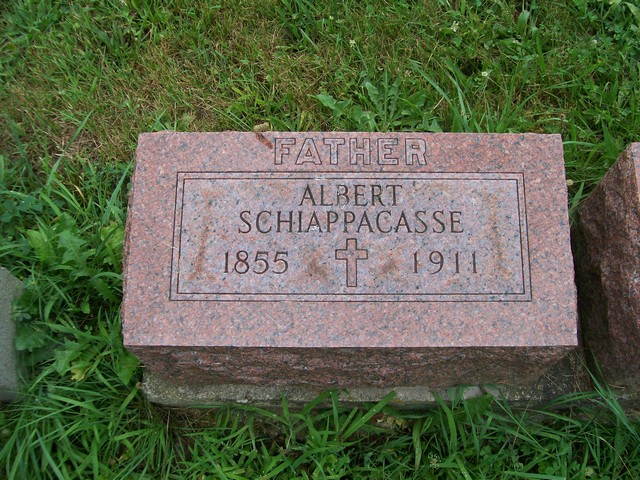 FATHER
ALBERT
SCHIAPPACASSE
1855 1911